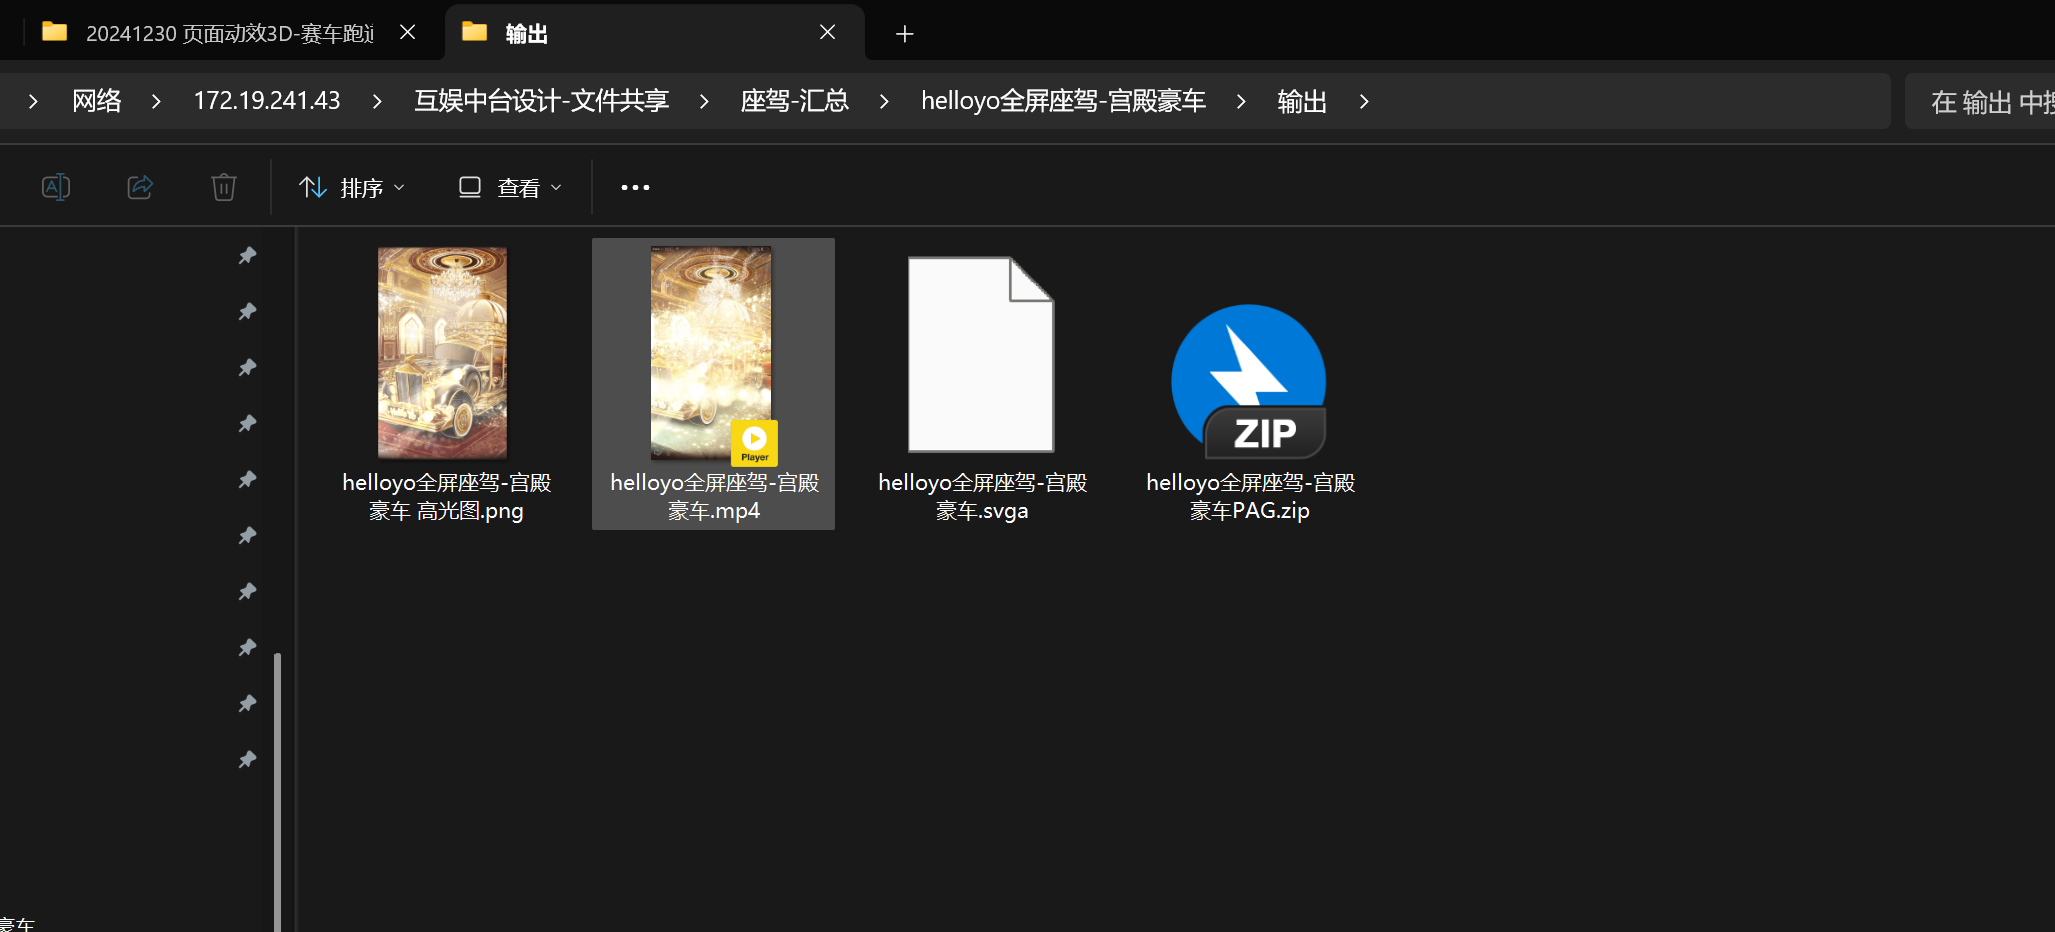 20241230 页面动效3D-赛车跑道
输出
网络
172.19.241.43
互娱中台设计-文件共享
座驾-汇总
helloyo全屏座驾-宫殿豪车
输出
在 输出 中
排序
查看
Player
ZIP
helloyo全屏座驾-宫殿
豪车 高光图.png
helloyo全屏座驾-宫殿
豪车.mp4
helloyo全屏座驾-宫殿
豪车.svga
helloyo全屏座驾-宫殿
豪车PAG.zip
豪车